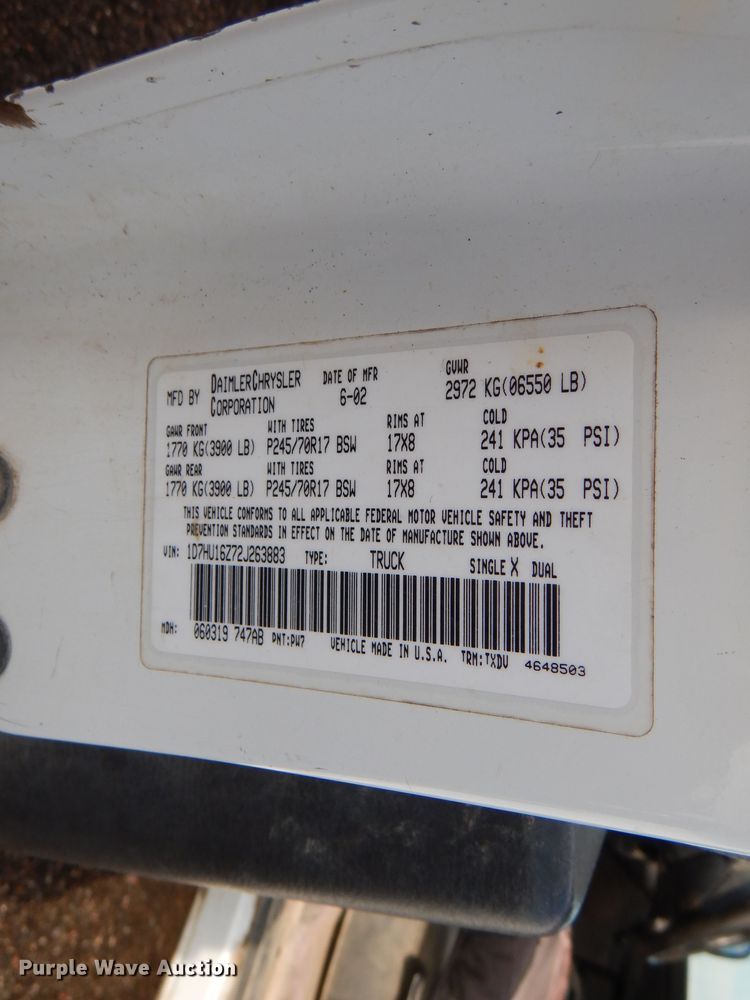 MFD BY DAIMLERCHRYSLER CORPORATION DATE OF MFR 6-02 GVWR 2972 KG(06550 LB)
GAWR FRONT WITH TIRES RIMS AT COLD
1770 KG(3900 LB) P245/70R17 BSW 17X8 241 KPA(35 PSI)
GAWR REAR WITH TIRES RIMS AT COLD
1770 KG(3900 LB) P245/70R17 BSW 17X8 241 KPA(35 PSI)
THIS VEHICLE CONFORMS TO ALL APPLICABLE FEDERAL MOTOR VEHICLE SAFETY AND THEFT
PREVENTION STANDARDS IN EFFECT ON THE DATE OF MANUFACTURE SHOWN ABOVE.
VIN: 1D7HU16Z72J263883 TYPE: TRUCK SINGLE X DUAL
MDH: 060319 747AB PNT:PW7 VEHICLE MADE IN U.S.A. TRM:TXDV 4648503
Purple Wave Auction